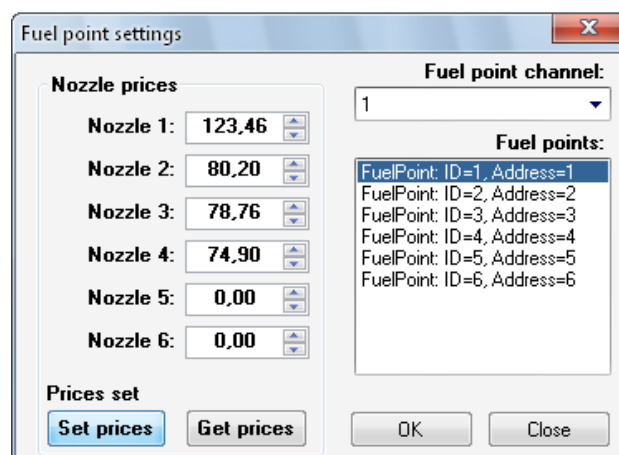 Fuel point settings
Nozzle prices
Nozzle 1: 123,46
Nozzle 2: 80,20
Nozzle 3: 78,76
Nozzle 4: 74,90
Nozzle 5: 0,00
Nozzle 6: 0,00
Prices set
Set prices Get prices
Fuel point channel:
1
Fuel points:
FuelPoint: ID=1, Address=1
FuelPoint: ID=2, Address=2
FuelPoint: ID=3, Address=3
FuelPoint: ID=4, Address=4
FuelPoint: ID=5, Address=5
FuelPoint: ID=6, Address=6
OK Close